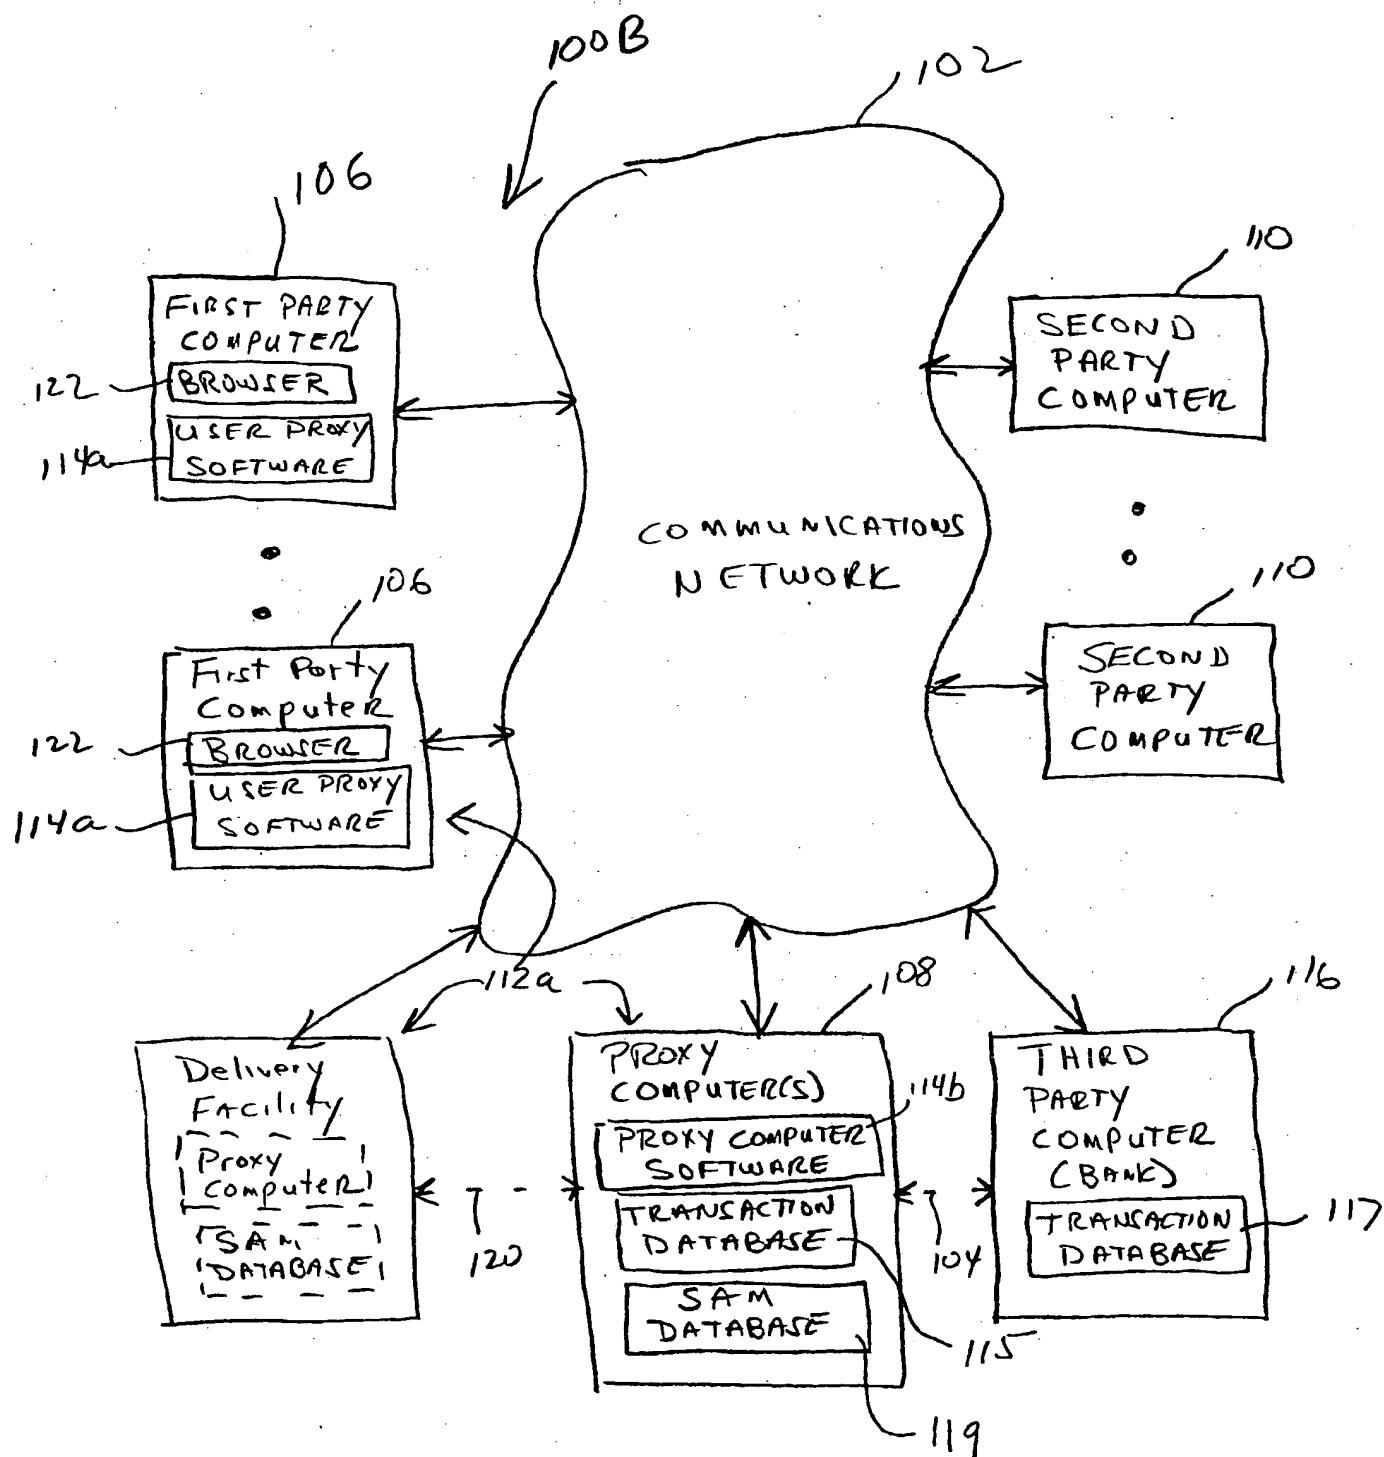 100B
102
106
FIRST PARTY
COMPUTER
122
BROWSER
114a
USER PROXY
SOFTWARE
110
SECOND
PARTY
COMPUTER
COMMUNICATIONS
NETWORK
106
First Party
Computer
122
BROWSER
114a
USER PROXY
SOFTWARE
110
SECOND
PARTY
COMPUTER
112a
Delivery
FACILITY
Proxy
Computer
SAM
DATABASE
120
108
PROXY
COMPUTER(S)
114b
PROXY COMPUTER
SOFTWARE
TRANSACTION
DATABASE
115
SAM
DATABASE
119
104
116
THIRD
PARTY
COMPUTER
(BANK)
TRANSACTION
DATABASE
117